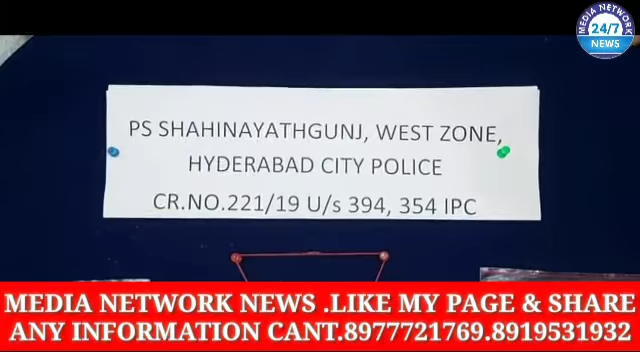 MEDIA NETWORK
24/7
NEWS
PS SHAHINAYATHGUNJ, WEST ZONE,
HYDERABAD CITY POLICE
CR.NO.221/19 U/s 394, 354 IPC
MEDIA NETWORK NEWS .LIKE MY PAGE & SHARE
ANY INFORMATION CANT.8977721769.8919531932